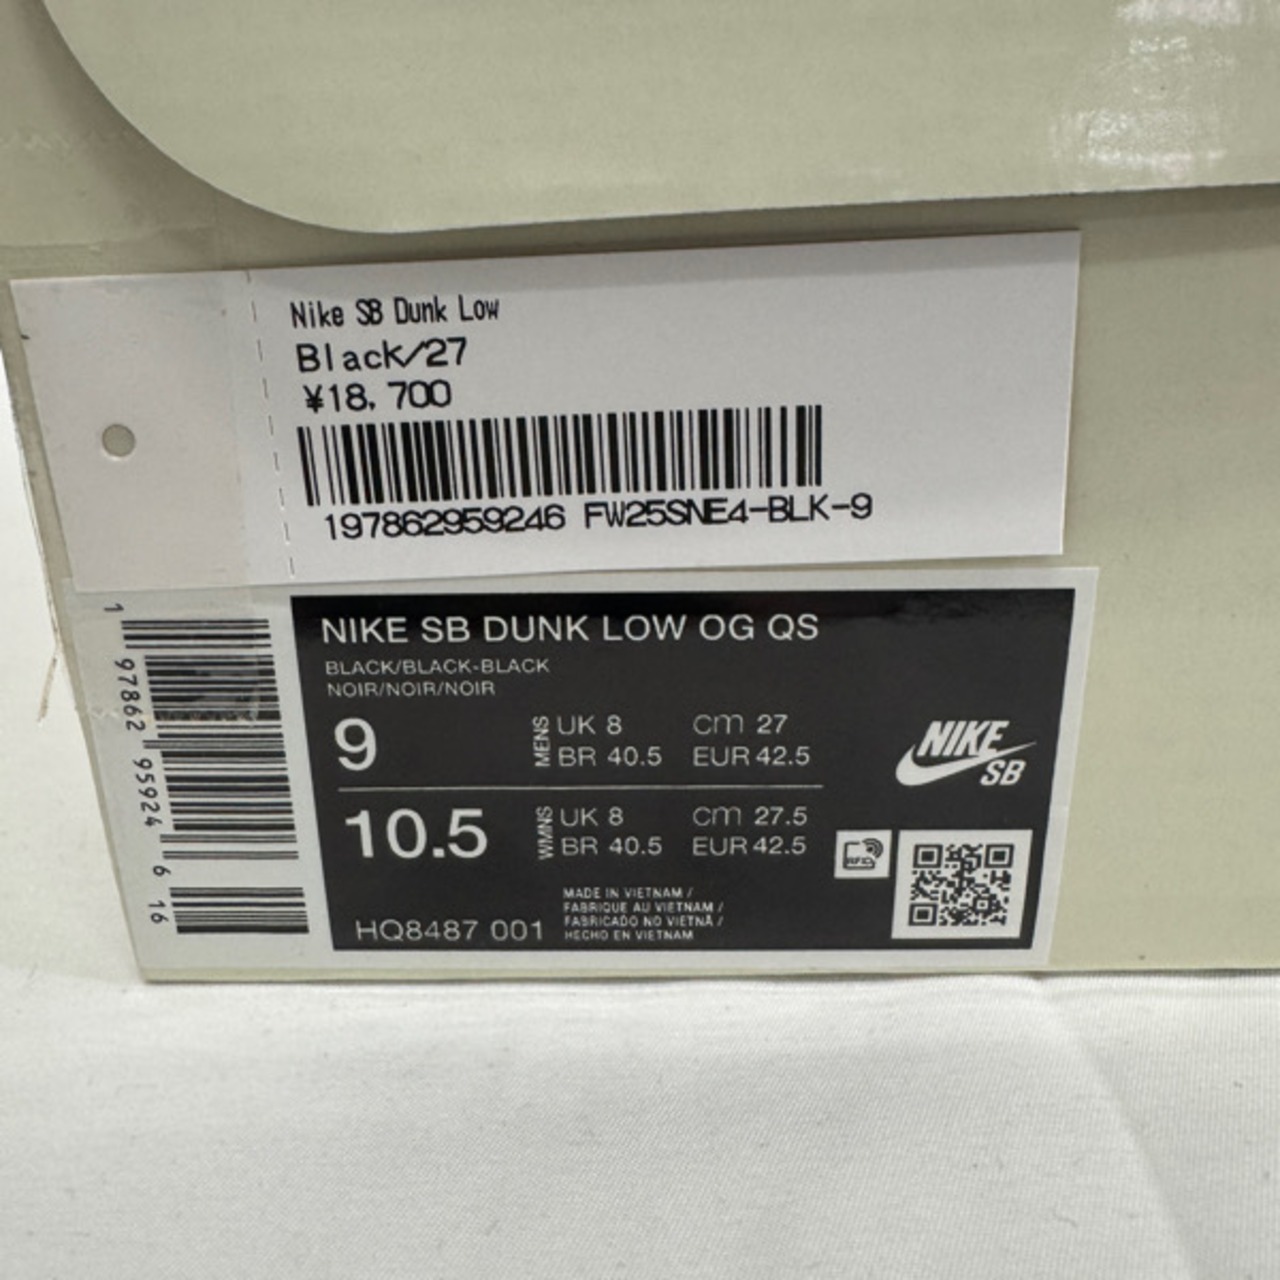 Nike SB Dunk Low
Black/27
¥18,700
197862959246 FW25SNE4-BLK-9
1 97862 95924 6 16
NIKE SB DUNK LOW OG QS
BLACK/BLACK-BLACK
NOIR/NOIR/NOIR
9 MENS UK 8 cm 27
BR 40.5 EUR 42.5
10.5 WMNS UK 8 cm 27.5
BR 40.5 EUR 42.5
NIKE
SB
RFID
HQ8487 001
MADE IN VIETNAM /
FABRIQUE AU VIETNAM /
FABRICADO NO VIETNÃ /
HECHO EN VIETNAM